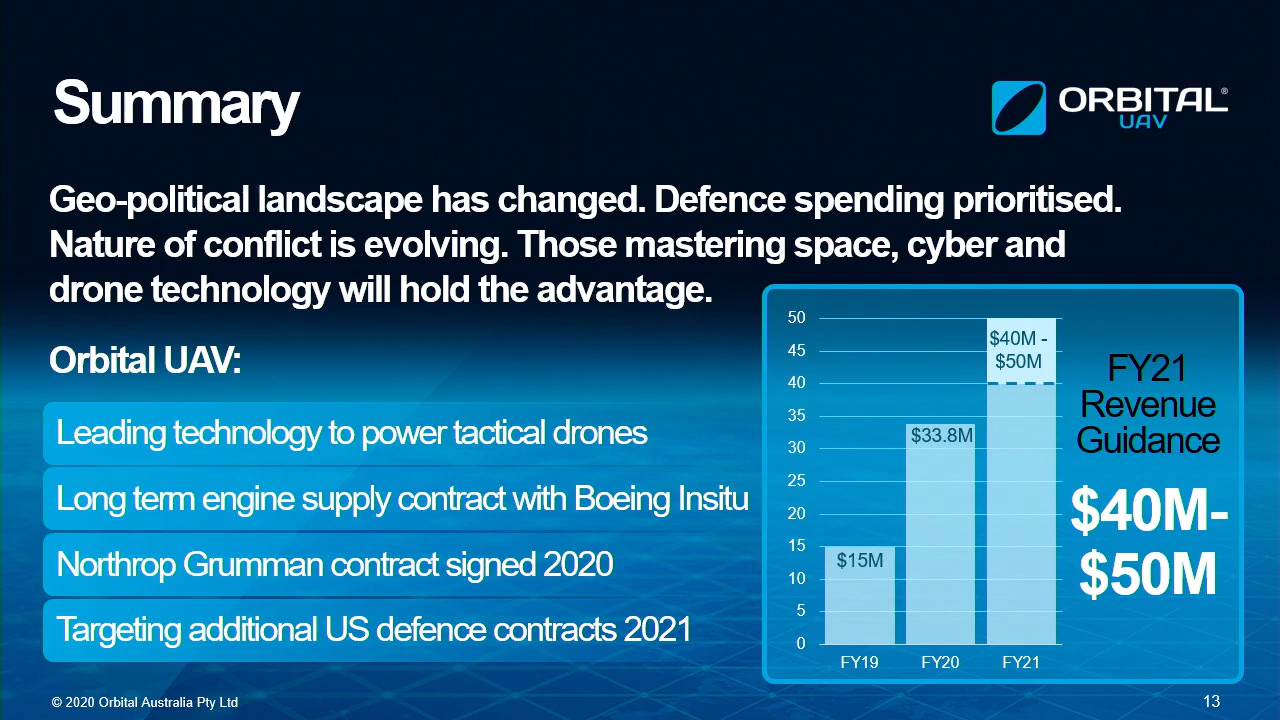 Summary
ORBITAL®
UAV
Geo-political landscape has changed. Defence spending prioritised.
Nature of conflict is evolving. Those mastering space, cyber and
drone technology will hold the advantage.
Orbital UAV:
Leading technology to power tactical drones
Long term engine supply contract with Boeing Insitu
Northrop Grumman contract signed 2020
Targeting additional US defence contracts 2021
50
45
40
35
30
25
20
15
10
5
0
$15M
$33.8M
$40M -
$50M
FY19
FY20
FY21
FY21
Revenue
Guidance
$40M-
$50M
© 2020 Orbital Australia Pty Ltd
13